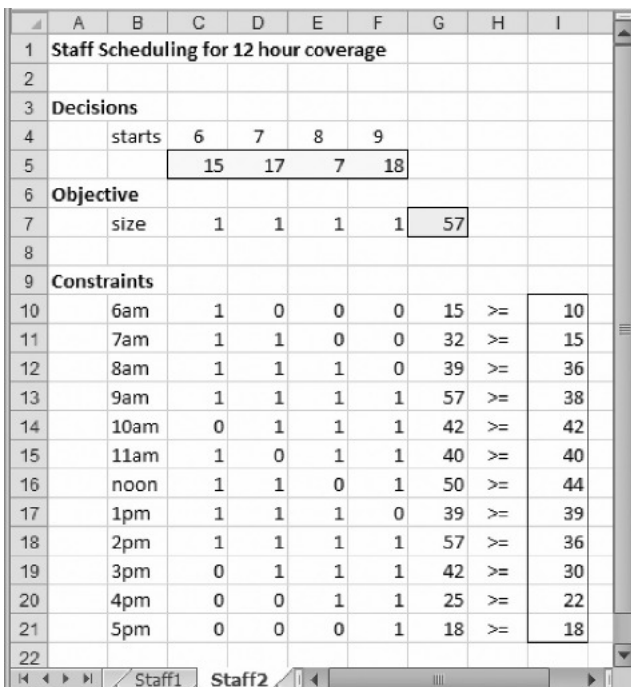 A B C D E F G H I
1 Staff Scheduling for 12 hour coverage
2
3 Decisions
4 starts 6 7 8 9
5 15 17 7 18
6 Objective
7 size 1 1 1 1 57
8
9 Constraints
10 6am 1 0 0 0 15 >= 10
11 7am 1 1 0 0 32 >= 15
12 8am 1 1 1 0 39 >= 36
13 9am 1 1 1 1 57 >= 38
14 10am 0 1 1 1 42 >= 42
15 11am 1 0 1 1 40 >= 40
16 noon 1 1 0 1 50 >= 44
17 1pm 1 1 1 0 39 >= 39
18 2pm 1 1 1 1 57 >= 36
19 3pm 0 1 1 1 42 >= 30
20 4pm 0 0 1 1 25 >= 22
21 5pm 0 0 0 1 18 >= 18
22
Staff1 Staff2